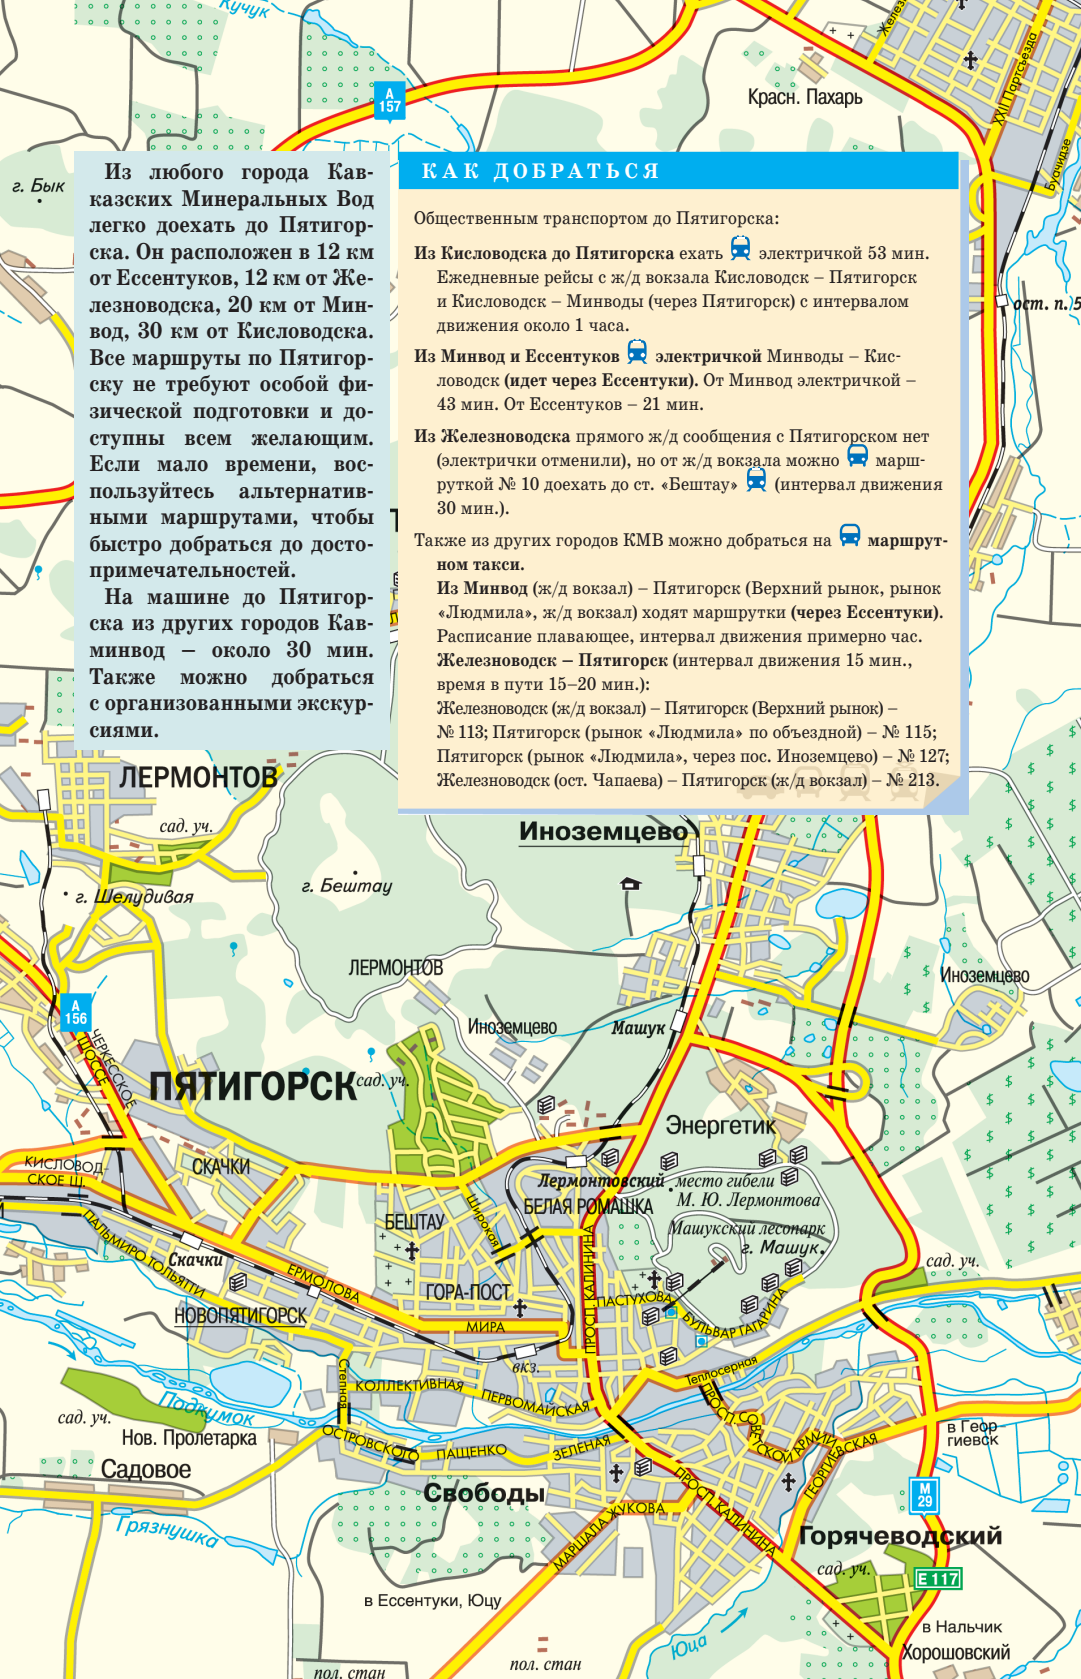 Кучук
А
157
Красн. Пахарь
XXII Партсъезда
Буачидзе
г. Бык
ост. п. 5
Из любого города Кав-
казских Минеральных Вод
легко доехать до Пятигор-
ска. Он расположен в 12 км
от Ессентуков, 12 км от Же-
лезноводска, 20 км от Мин-
вод, 30 км от Кисловодска.
Все маршруты по Пятигор-
ску не требуют особой фи-
зической подготовки и до-
ступны всем желающим.
Если мало времени, вос-
пользуйтесь альтернатив-
ными маршрутами, чтобы
быстро добраться до досто-
примечательностей.
На машине до Пятигор-
ска из других городов Кав-
минвод – около 30 мин.
Также можно добраться
с организованными экскур-
сиями.
КАК ДОБРАТЬСЯ
Общественным транспортом до Пятигорска:
Из Кисловодска до Пятигорска ехать электричкой 53 мин.
Ежедневные рейсы с ж/д вокзала Кисловодск – Пятигорск
и Кисловодск – Минводы (через Пятигорск) с интервалом
движения около 1 часа.
Из Минвод и Ессентуков электричкой Минводы – Кис-
ловодск (идет через Ессентуки). От Минвод электричкой –
43 мин. От Ессентуков – 21 мин.
Из Железноводска прямого ж/д сообщения с Пятигорском нет
(электрички отменили), но от ж/д вокзала можно марш-
руткой № 10 доехать до ст. «Бештау» (интервал движения
30 мин.).
Также из других городов КМВ можно добраться на маршрут-
ном такси.
Из Минвод (ж/д вокзал) – Пятигорск (Верхний рынок, рынок
«Людмила», ж/д вокзал) ходят маршрутки (через Ессентуки).
Расписание плавающее, интервал движения примерно час.
Железноводск – Пятигорск (интервал движения 15 мин.,
время в пути 15–20 мин.):
Железноводск (ж/д вокзал) – Пятигорск (Верхний рынок) –
№ 113; Пятигорск (рынок «Людмила» по объездной) – № 115;
Пятигорск (рынок «Людмила», через пос. Иноземцево) – № 127;
Железноводск (ост. Чапаева) – Пятигорск (ж/д вокзал) – № 213.
ЛЕРМОНТОВ
сад. уч.
Иноземцево
г. Бештау
г. Шелудивая
ЛЕРМОНТОВ
Иноземцево
А
156
Иноземцево
Машук
ЧЕРКЕССКОЕ
ШОССЕ
ПЯТИГОРСК
сад. уч.
Энергетик
КИСЛОВОД-
СКОЕ Ш.
СКАЧКИ
Лермонтовский
место гибели
М. Ю. Лермонтова
БЕЛАЯ РОМАШКА
Широкая
БЕШТАУ
Машукский лесопарк
г. Машук
ПАЛЬМИРО ТОЛЬЯТТИ
Скачки
ПРОСП. КАЛИНИНА
сад. уч.
ЕРМОЛОВА
ГОРА-ПОСТ
ПАСТУХОВА
НОВОПЯТИГОРСК
МИРА
БУЛЬВАР ГАГАРИНА
вкз.
Степная
КОЛЛЕКТИВНАЯ
ПЕРВОМАЙСКАЯ
Теплосерная
ПРОСП. СОВЕТСКОЙ АРМИИ
Подкумок
сад. уч.
Нов. Пролетарка
ОСТРОВСКОГО
ПАЩЕНКО
ЗЕЛЕНАЯ
ГЕОРГИЕВСКАЯ
в Геор
гиевск
Садовое
Свободы
ПРОСП. КАЛИНИНА
М
29
Грязнушка
МАРШАЛА ЖУКОВА
Горячеводский
сад. уч.
Е 117
в Ессентуки, Юцу
в Нальчик
Юца
Хорошовский
пол. стан
пол. стан